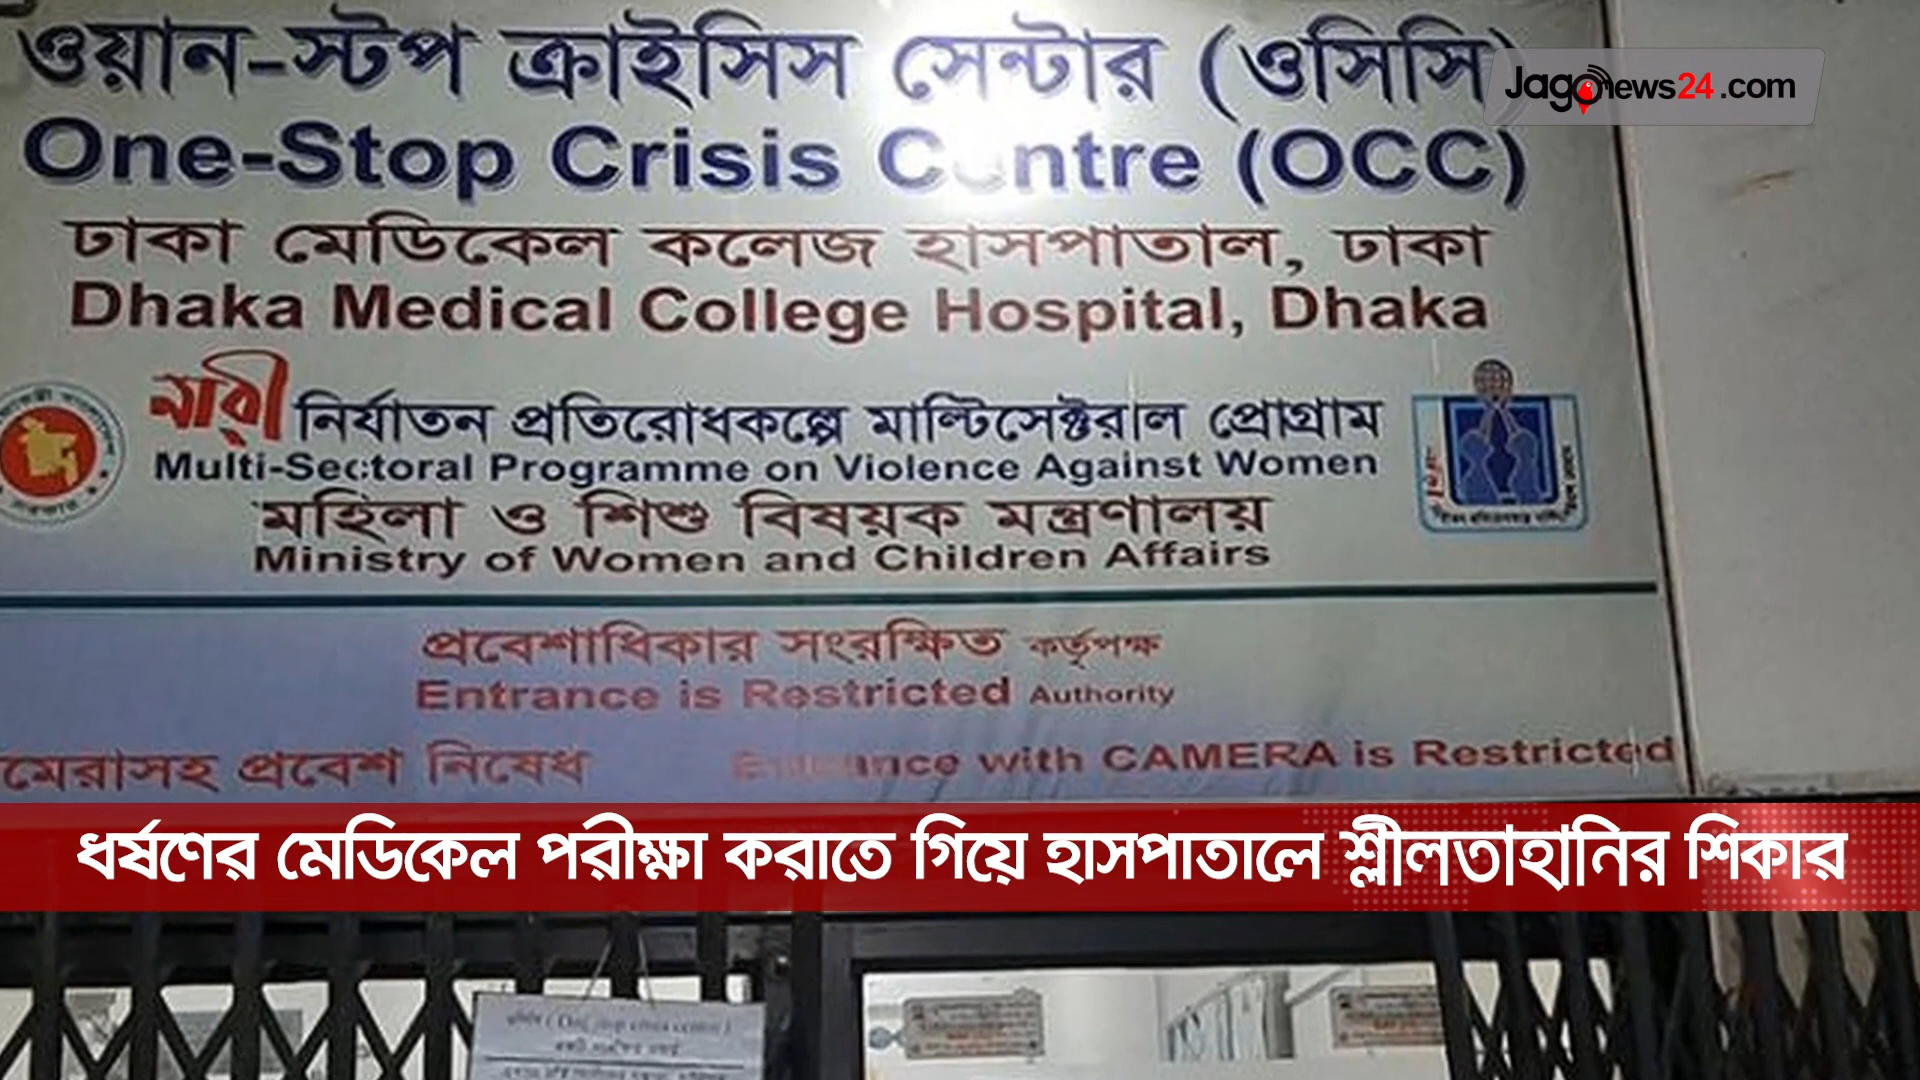 ওয়ান-স্টপ ক্রাইসিস সেন্টার (ওসিসি)
Jagonews24.com
One-Stop Crisis Centre (OCC)
ঢাকা মেডিকেল কলেজ হাসপাতাল, ঢাকা
Dhaka Medical College Hospital, Dhaka
নারী নির্যাতন প্রতিরোধকল্পে মাল্টিসেক্টরাল প্রোগ্রাম
Multi-Sectoral Programme on Violence Against Women
মহিলা ও শিশু বিষয়ক মন্ত্রণালয়
Ministry of Women and Children Affairs
প্রবেশাধিকার সংরক্ষিত কর্তৃপক্ষ
Entrance is Restricted Authority
মেরাসহ প্রবেশ নিষেধ Entrance with CAMERA is Restricted
ধর্ষণের মেডিকেল পরীক্ষা করাতে গিয়ে হাসপাতালে শ্লীলতাহানির শিকার